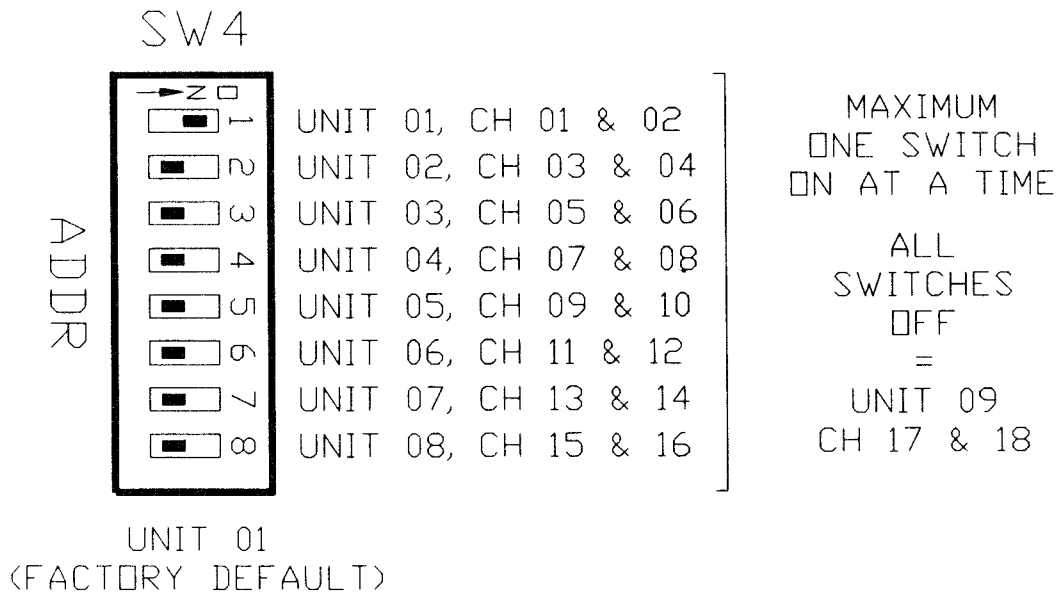 SW4
ON
1 UNIT 01, CH 01 & 02
2 UNIT 02, CH 03 & 04
3 UNIT 03, CH 05 & 06
4 UNIT 04, CH 07 & 08
5 UNIT 05, CH 09 & 10
6 UNIT 06, CH 11 & 12
7 UNIT 07, CH 13 & 14
8 UNIT 08, CH 15 & 16
ADDR
MAXIMUM
ONE SWITCH
ON AT A TIME
ALL
SWITCHES
OFF
=
UNIT 09
CH 17 & 18
UNIT 01
(FACTORY DEFAULT)